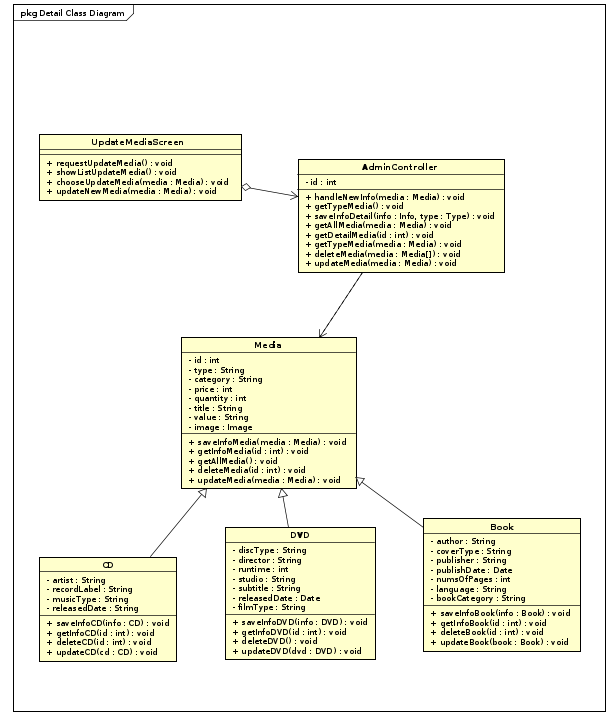 pkg Detail Class Diagram
UpdateMediaScreen
+ requestUpdateMedia() : void
+ showListUpdateMedia() : void
+ chooseUpdateMedia(media : Media) : void
+ updateNewMedia(media : Media) : void
AdminController
- id : int
+ handleNewInfo(media : Media) : void
+ getTypeMedia() : void
+ saveInfoDetail(info : Info, type : Type) : void
+ getAllMedia(media : Media) : void
+ getDetailMedia(id : int) : void
+ getTypeMedia(media : Media) : void
+ deleteMedia(media : Media[]) : void
+ updateMedia(media : Media) : void
Media
- id : int
- type : String
- category : String
- price : int
- quantity : int
- title : String
- value : String
- image : Image
+ saveInfoMedia(media : Media) : void
+ getInfoMedia(id : int) : void
+ getAllMedia() : void
+ deleteMedia(id : int) : void
+ updateMedia(media : Media) : void
CD
- artist : String
- recordLabel : String
- musicType : String
- releasedDate : String
+ saveInfoCD(info : CD) : void
+ getInfoCD(id : int) : void
+ deleteCD(id : int) : void
+ updateCD(cd : CD) : void
DVD
- discType : String
- director : String
- runtime : int
- studio : String
- subtitle : String
- releasedDate : Date
- filmType : String
+ saveInfoDVD(info : DVD) : void
+ getInfoDVD(id : int) : void
+ deleteDVD() : void
+ updateDVD(dvd : DVD) : void
Book
- author : String
- coverType : String
- publisher : String
- publishDate : Date
- numsOfPages : int
- language : String
- bookCategory : String
+ saveInfoBook(info : Book) : void
+ getInfoBook(id : int) : void
+ deleteBook(id : int) : void
+ updateBook(book : Book) : void